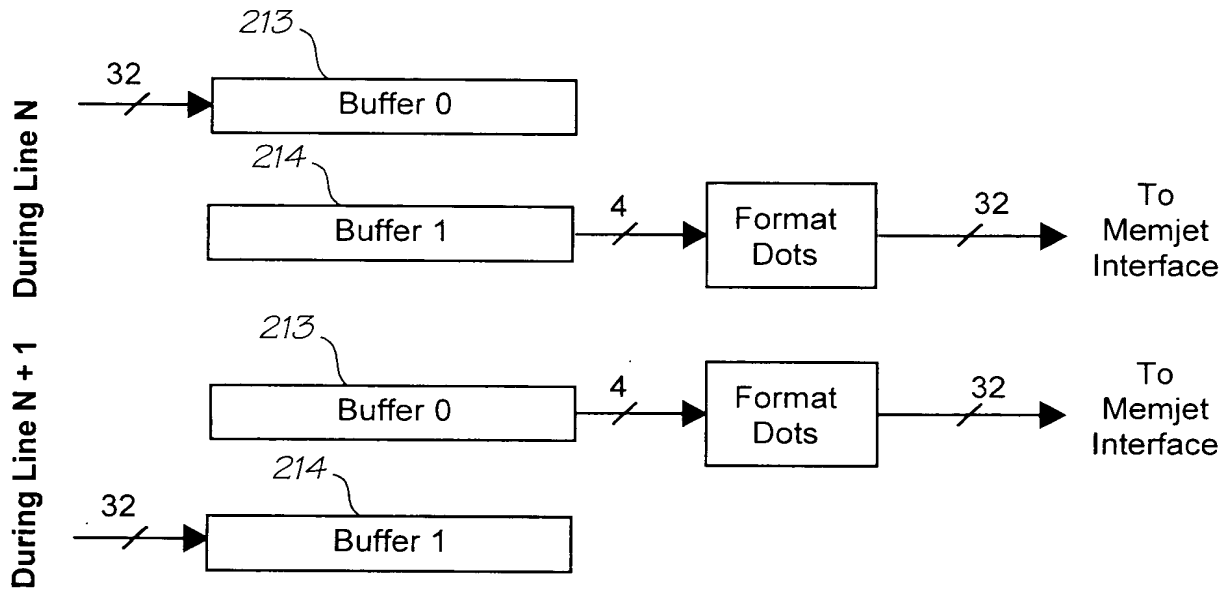 During Line N
213
32
Buffer 0
214
Buffer 1
4
Format
Dots
32
To
Memjet
Interface
During Line N + 1
213
Buffer 0
4
Format
Dots
32
To
Memjet
Interface
214
32
Buffer 1